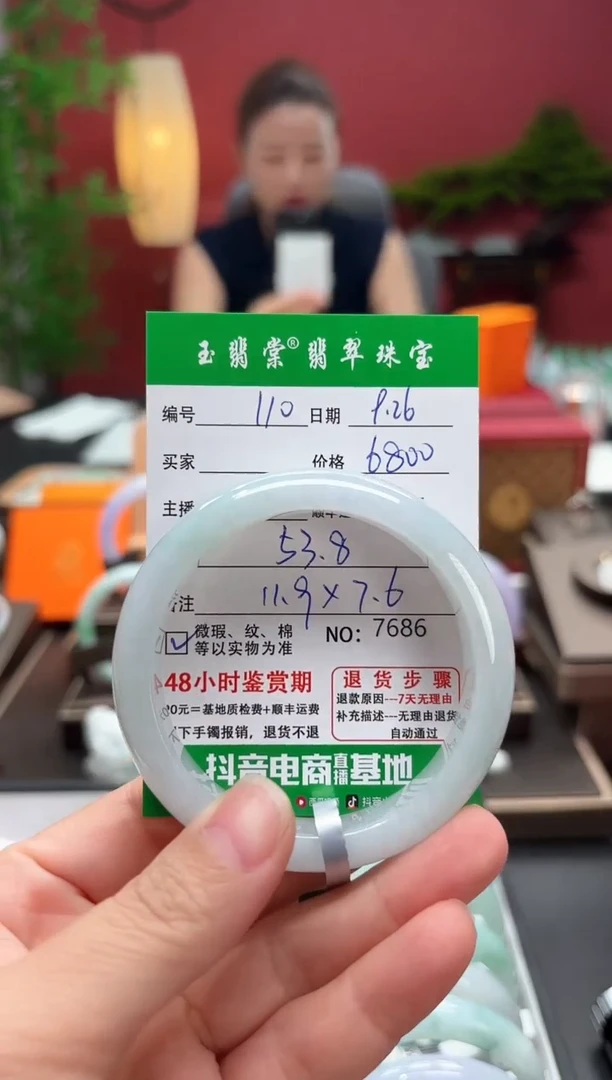 玉翡棠®翡翠珠宝
编号 110 日期 9.26
买家 价格 6800
主播
53.8
备注 11.9×7.6
微瑕、纹、棉
等以实物为准 NO: 7686
48小时鉴赏期
20元=基地质检费+顺丰运费
下手镯报销，退货不退
退货步骤
退款原因---7天无理由
补充描述---无理由退货
自动通过
抖音电商直播基地
抖音